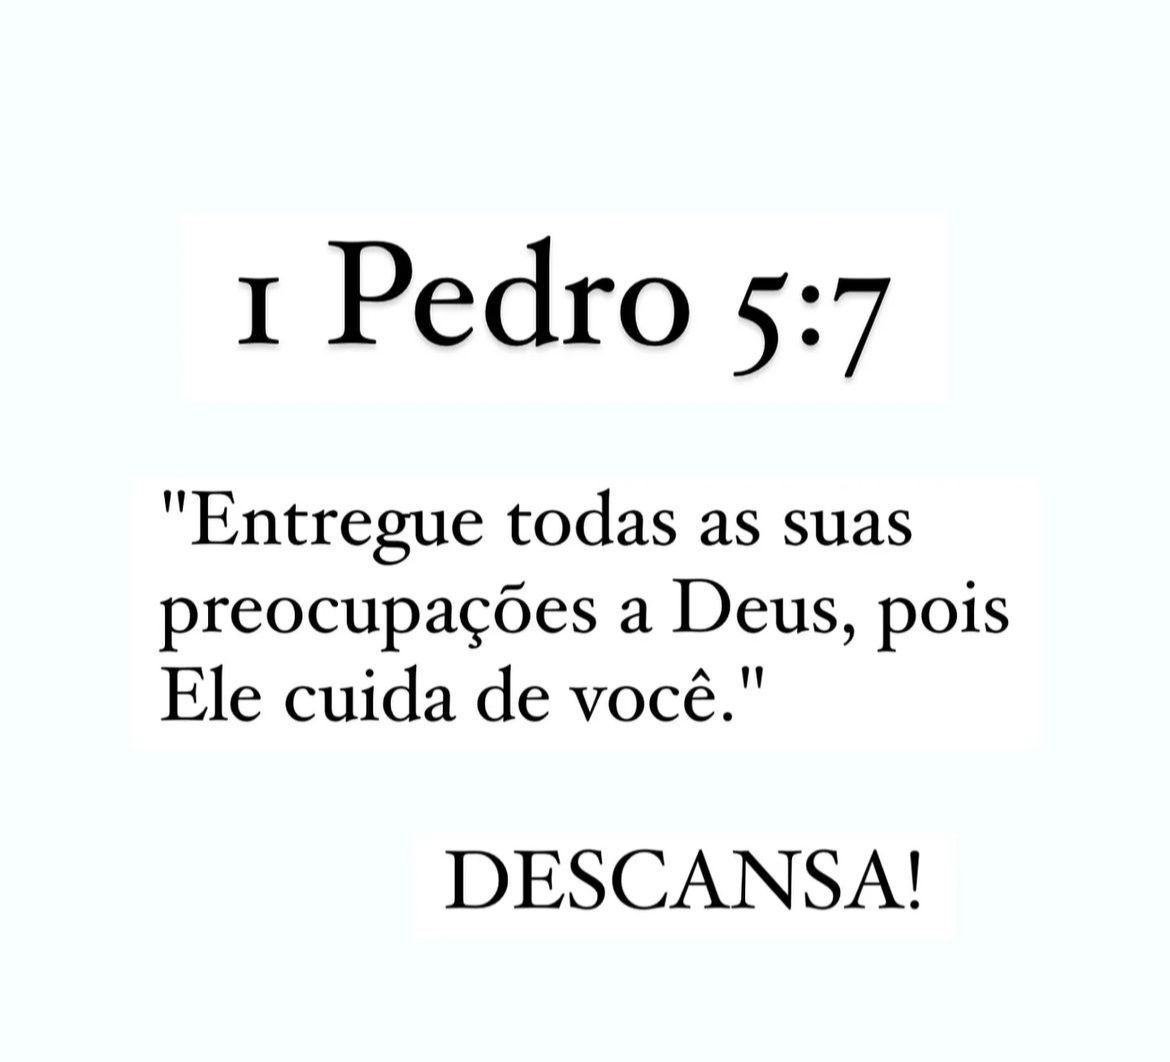 1 Pedro 5:7
"Entregue todas as suas
preocupações a Deus, pois
Ele cuida de você."
DESCANSA!